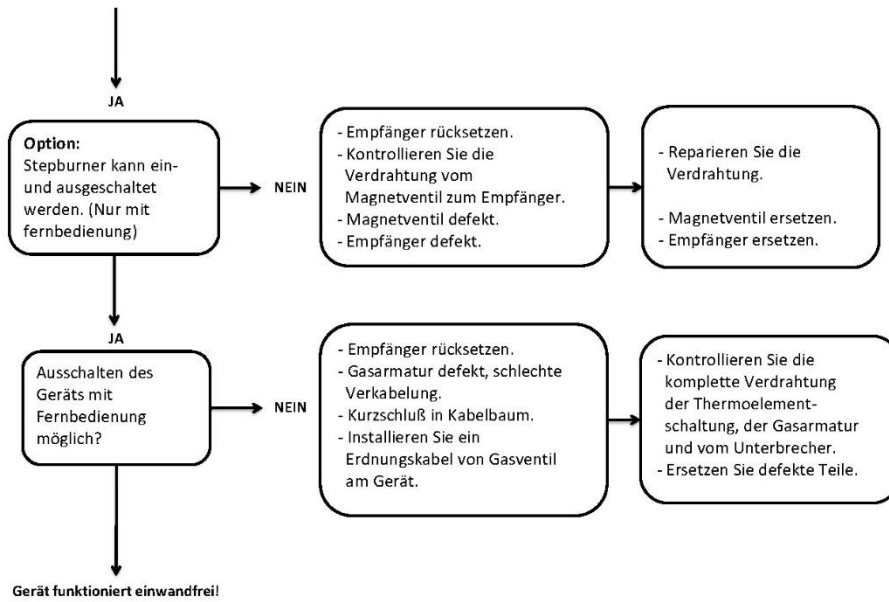 JA
Option:
Stepburner kann ein-
und ausgeschaltet
werden. (Nur mit
fernbedienung)
NEIN
- Empfänger rücksetzen.
- Kontrollieren Sie die
Verdrahtung vom
Magnetventil zum Empfänger.
- Magnetventil defekt.
- Empfänger defekt.
- Reparieren Sie die
Verdrahtung.
- Magnetventil ersetzen.
- Empfänger ersetzen.
JA
Ausschalten des
Geräts mit
Fernbedienung
möglich?
NEIN
- Empfänger rücksetzen.
- Gasarmatur defekt, schlechte
Verkabelung.
- Kurzschluß in Kabelbaum.
- Installieren Sie ein
Erdnungskabel von Gasventil
am Gerät.
- Kontrollieren Sie die
komplette Verdrahtung
der Thermoelement-
schaltung, der Gasarmatur
und vom Unterbrecher.
- Ersetzen Sie defekte Teile.
Gerät funktioniert einwandfrei!